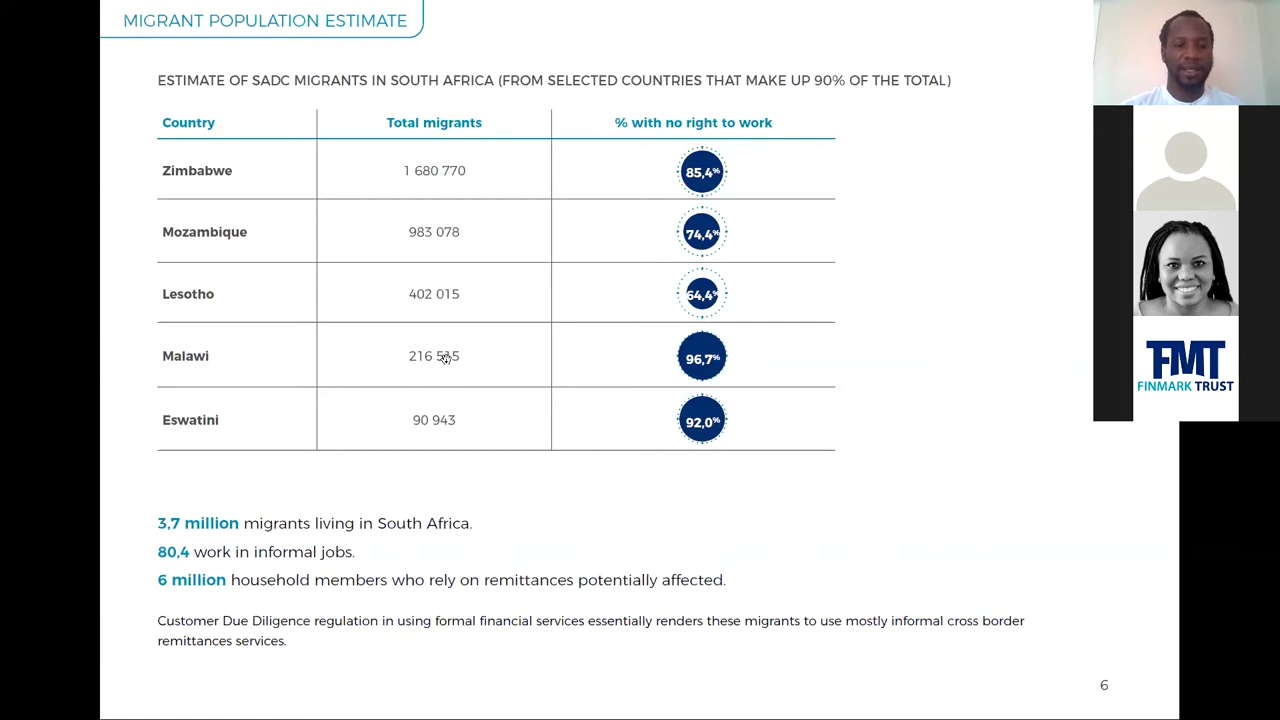 MIGRANT POPULATION ESTIMATE
ESTIMATE OF SADC MIGRANTS IN SOUTH AFRICA (FROM SELECTED COUNTRIES THAT MAKE UP 90% OF THE TOTAL)
Country Total migrants % with no right to work
Zimbabwe 1 680 770 85,4%
Mozambique 983 078 74,4%
Lesotho 402 015 64,4%
Malawi 216 515 96,7%
Eswatini 90 943 92,0%
3,7 million migrants living in South Africa.
80,4 work in informal jobs.
6 million household members who rely on remittances potentially affected.
Customer Due Diligence regulation in using formal financial services essentially renders these migrants to use mostly informal cross border
remittances services.
6
FMT
FINMARK TRUST